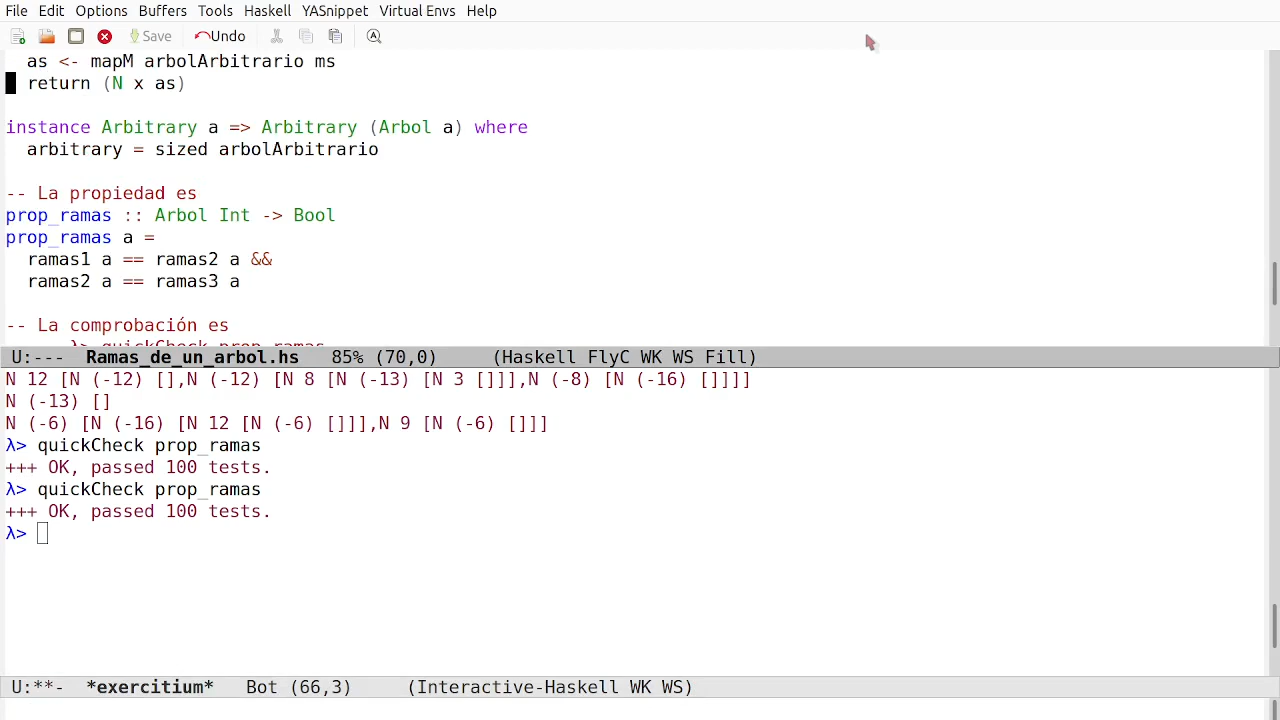 File Edit Options Buffers Tools Haskell YASnippet Virtual Envs Help
Save Undo
as <- mapM arbolArbitrario ms
return (N x as)
instance Arbitrary a => Arbitrary (Arbol a) where
arbitrary = sized arbolArbitrario
-- La propiedad es
prop_ramas :: Arbol Int -> Bool
prop_ramas a =
ramas1 a == ramas2 a &&
ramas2 a == ramas3 a
-- La comprobación es
λ> quickCheck prop_ramas
U:--- Ramas_de_un_arbol.hs 85% (70,0) (Haskell FlyC WK WS Fill)
N 12 [N (-12) [],N (-12) [N 8 [N (-13) [N 3 []]],N (-8) [N (-16) []]]]
N (-13) []
N (-6) [N (-16) [N 12 [N (-6) []]],N 9 [N (-6) []]]
λ> quickCheck prop_ramas
+++ OK, passed 100 tests.
λ> quickCheck prop_ramas
+++ OK, passed 100 tests.
λ>
U:**- *exercitium* Bot (66,3) (Interactive-Haskell WK WS)